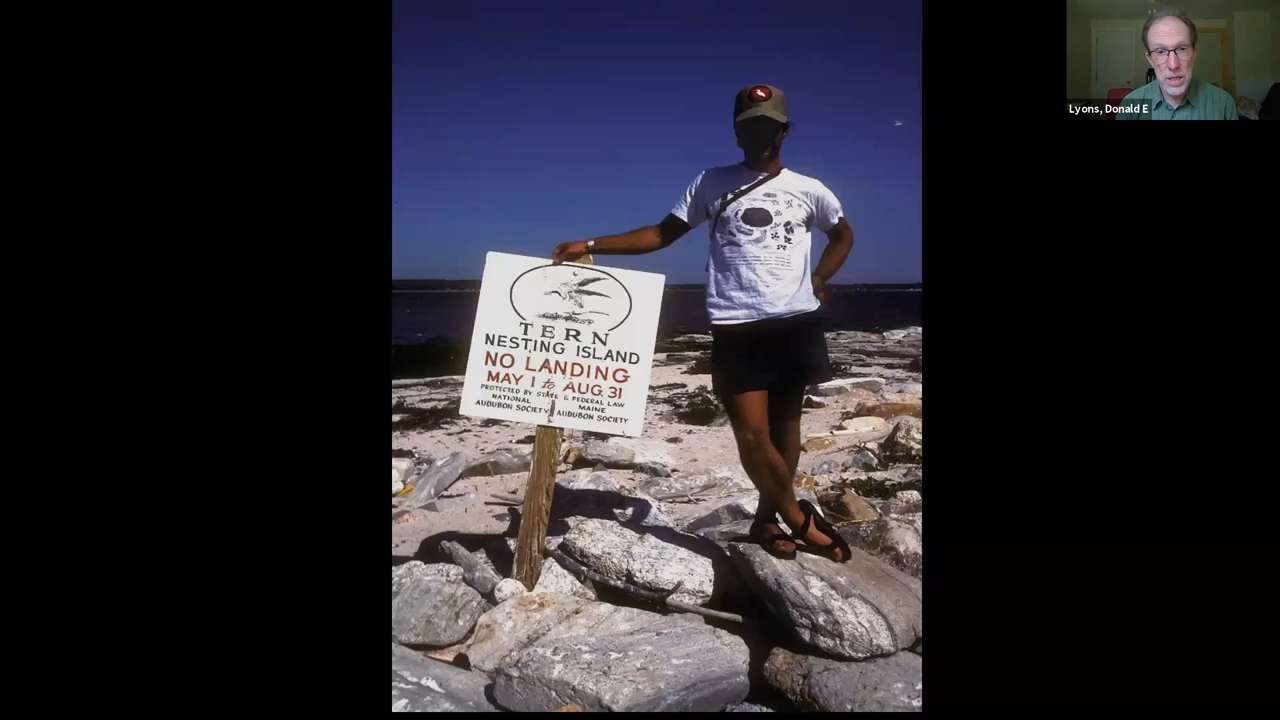 TERN
NESTING ISLAND
NO LANDING
MAY 1 to AUG. 31
PROTECTED BY STATE & FEDERAL LAW
NATIONAL MAINE
AUDUBON SOCIETY AUDUBON SOCIETY
Lyons, Donald E